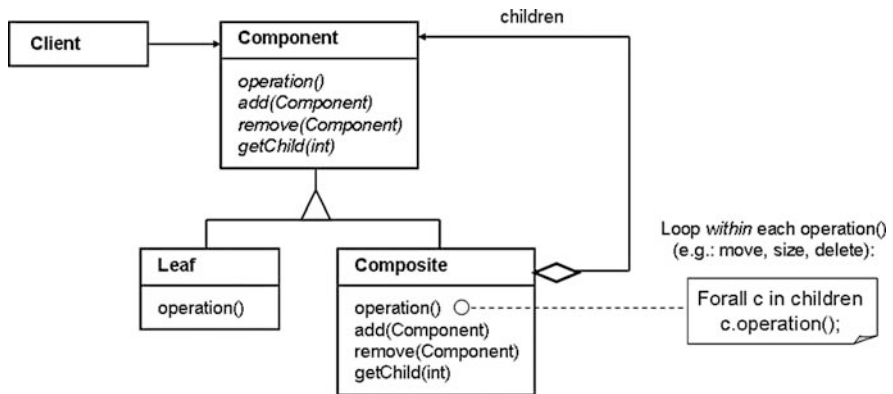 children
Client
Component
operation()
add(Component)
remove(Component)
getChild(int)
Loop within each operation()
(e.g.: move, size, delete):
Leaf
operation()
Composite
operation()
add(Component)
remove(Component)
getChild(int)
Forall c in children
c.operation();